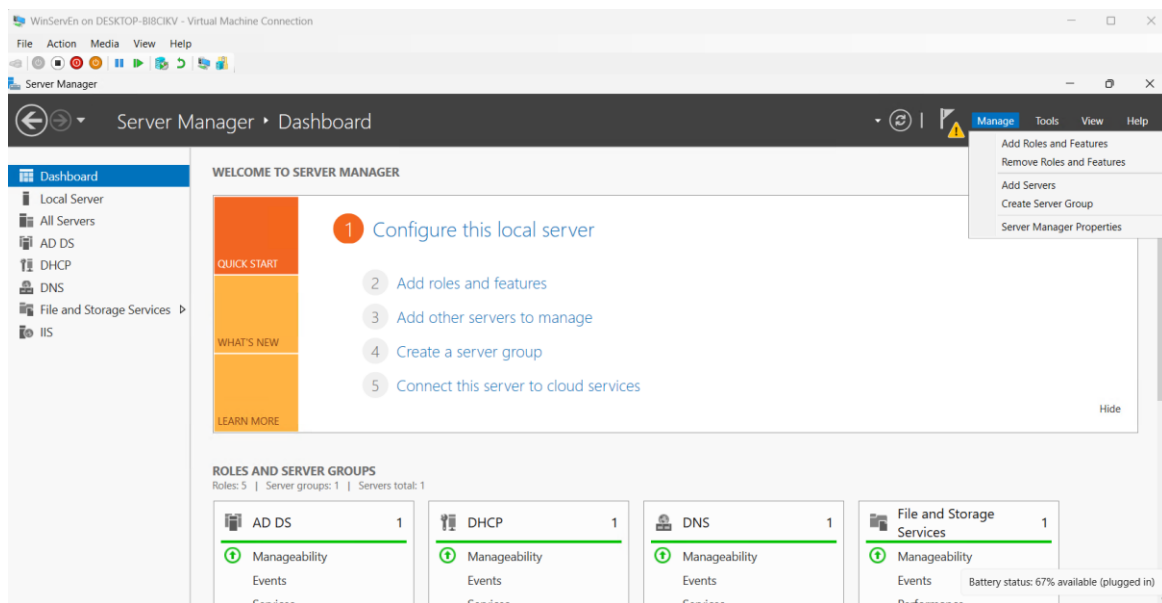 WinServEn on DESKTOP-BI8CIKV - Virtual Machine Connection
File Action Media View Help
Server Manager
Server Manager • Dashboard
Manage Tools View Help
Add Roles and Features
Remove Roles and Features
Add Servers
Create Server Group
Server Manager Properties
Dashboard
Local Server
All Servers
AD DS
DHCP
DNS
File and Storage Services
IIS
WELCOME TO SERVER MANAGER
QUICK START
WHAT'S NEW
LEARN MORE
1 Configure this local server
2 Add roles and features
3 Add other servers to manage
4 Create a server group
5 Connect this server to cloud services
Hide
ROLES AND SERVER GROUPS
Roles: 5 | Server groups: 1 | Servers total: 1
AD DS 1
Manageability
Events
Services
DHCP 1
Manageability
Events
Services
DNS 1
Manageability
Events
Services
File and Storage
Services 1
Manageability
Events
Performance
Battery status: 67% available (plugged in)